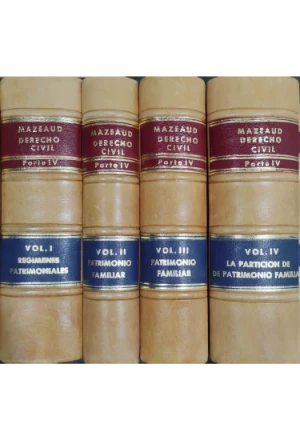 MAZEAUD
DERECHO
CIVIL
Parte IV
VOL. I
REGIMENES
PATRIMONIALES
MAZEAUD
DERECHO
CIVIL
Parte IV
VOL. II
PATRIMONIO
FAMILIAR
MAZEAUD
DERECHO
CIVIL
Parte IV
VOL. III
PATRIMONIO
FAMILIAR
MAZEAUD
DERECHO
CIVIL
Parte IV
VOL. IV
LA PARTICION DE
DE PATRIMONIO FAMILIA